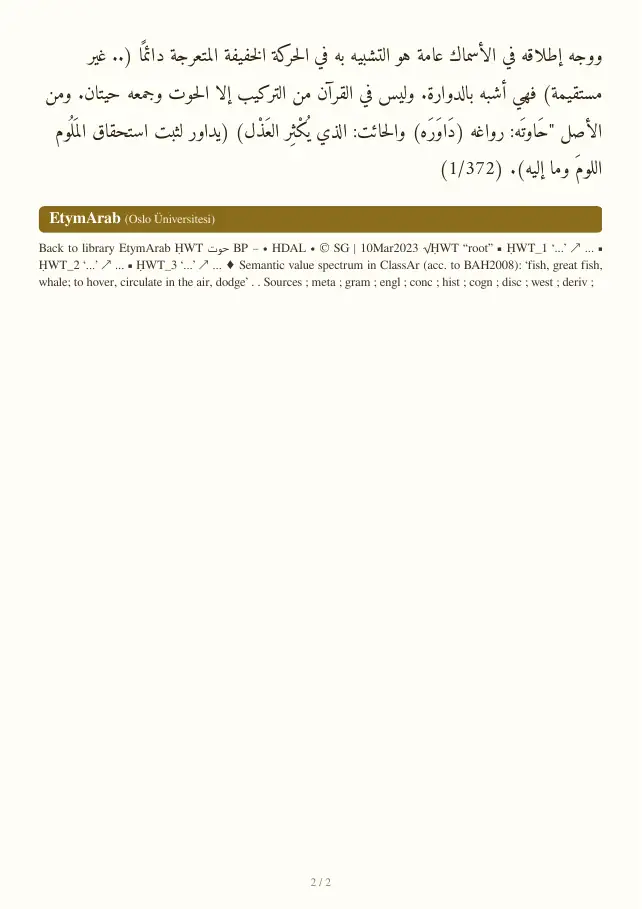 ووجه إطلاقه في الأسماك عامة هو التشبيه به في الحركة الخفيفة المتعرجة دائمًا (.. غير
مستقيمة) فهي أشبه بالدوارة. وليس في القرآن من التركيب إلا الحوت وجمعه حيتان. ومن
الأصل "حَاوتَه: رواغه (دَاوَرَه) والحائت: الذي يُكْثِر العَذْل) (يداور لثبت استحقاق المَلُوم
اللومَ وما إليه). (1/372)
EtymArab (Oslo Üniversitesi)
Back to library EtymArab ḤWT حوت BP – • HDAL • © SG | 10Mar2023 √ḤWT “root” ▪ ḤWT_1 ‘...’ ↗ ... ▪
ḤWT_2 ‘...’ ↗ ... ▪ ḤWT_3 ‘...’ ↗ ... ♦ Semantic value spectrum in ClassAr (acc. to BAH2008): ‘fish, great fish,
whale; to hover, circulate in the air, dodge’ . . Sources ; meta ; gram ; engl ; conc ; hist ; cogn ; disc ; west ; deriv ;
2 / 2